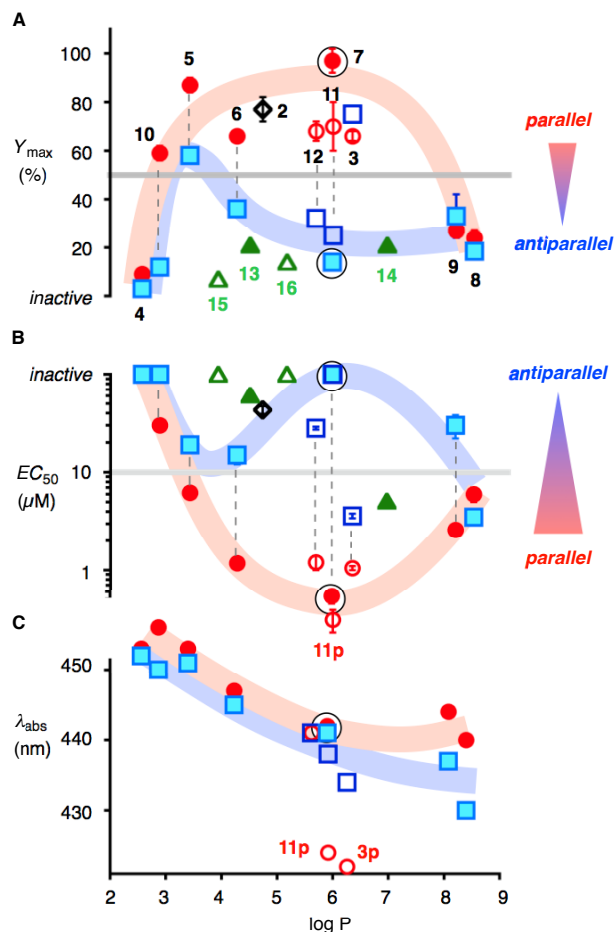 A
100
80
60
40
20
inactive
Ymax
(%)
5
7
10
6
2
11
12
3
4
15
13
16
14
9
8
parallel
antiparallel
B
inactive
10
1
EC50
(µM)
11p
antiparallel
parallel
C
450
440
430
λabs
(nm)
11p
3p
2 3 4 5 6 7 8 9
log P